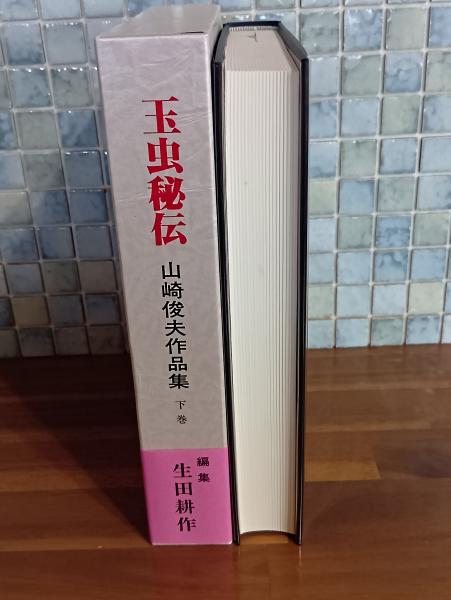 玉虫秘伝
山崎俊夫作品集
下巻
編集
生田耕作